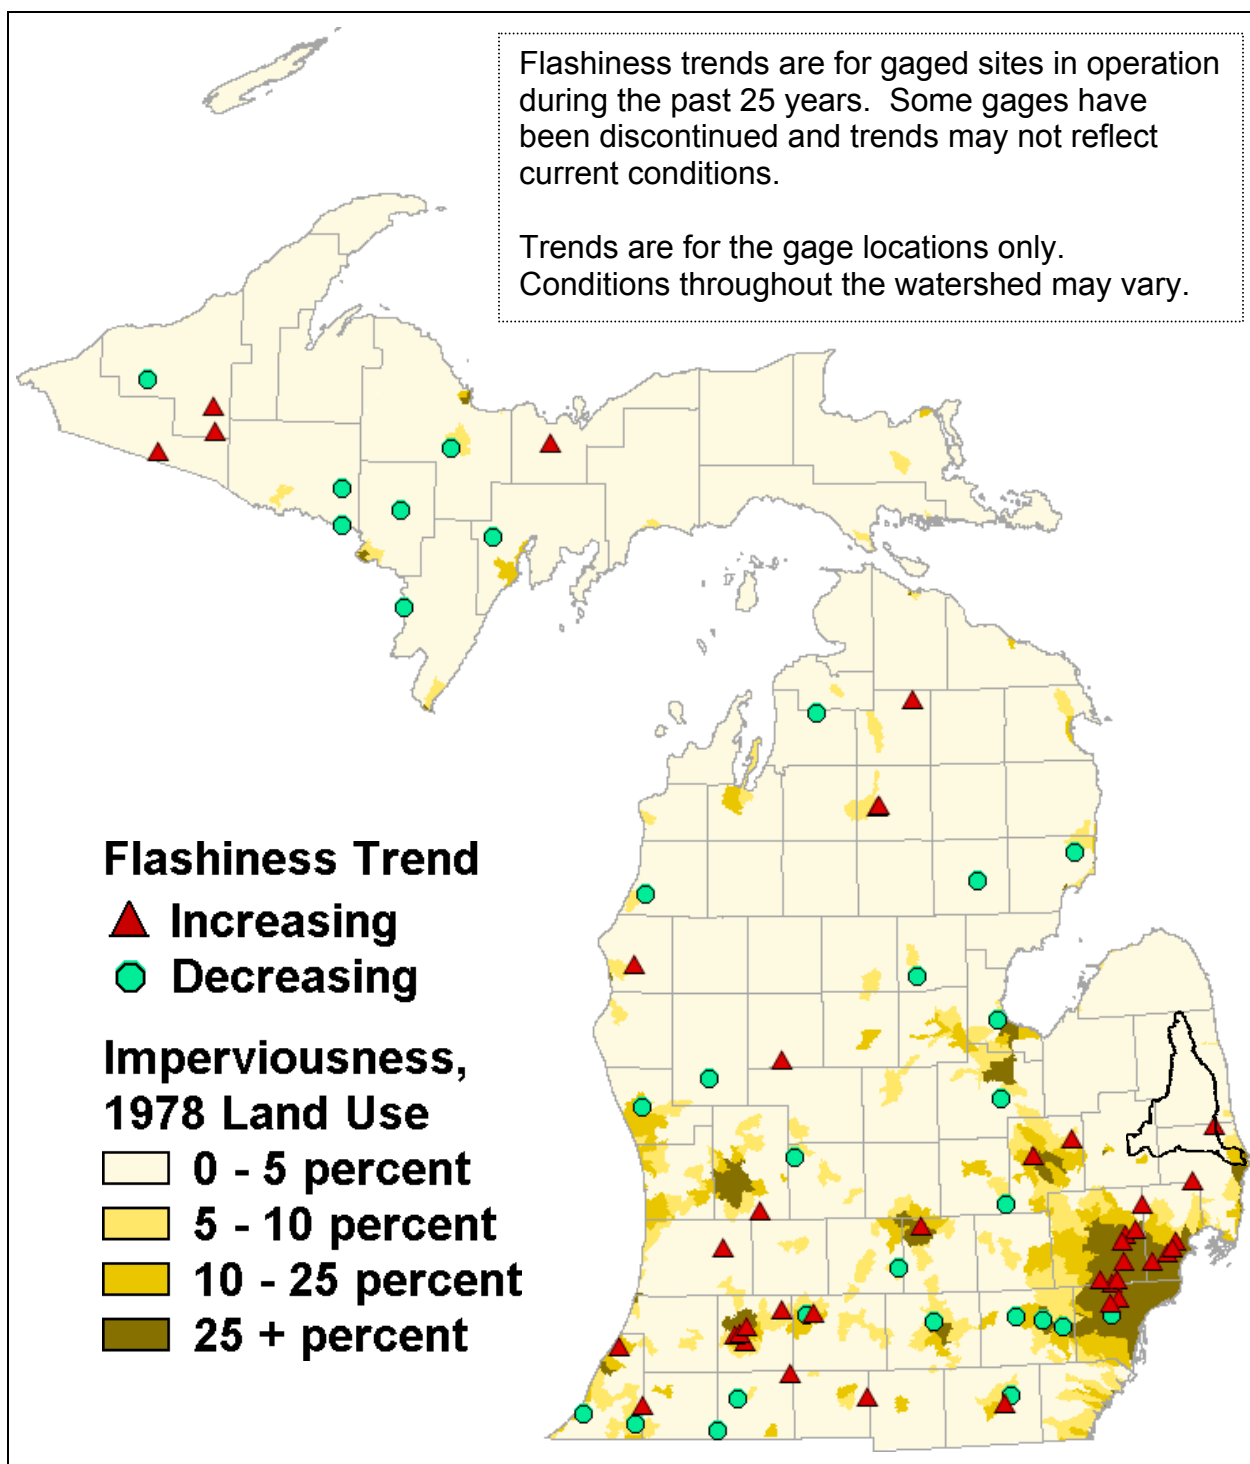 Flashiness trends are for gaged sites in operation
during the past 25 years.  Some gages have
been discontinued and trends may not reflect
current conditions.
Trends are for the gage locations only.
Conditions throughout the watershed may vary.
Flashiness Trend
Increasing
Decreasing
Imperviousness,
1978 Land Use
0 - 5 percent
5 - 10 percent
10 - 25 percent
25 + percent